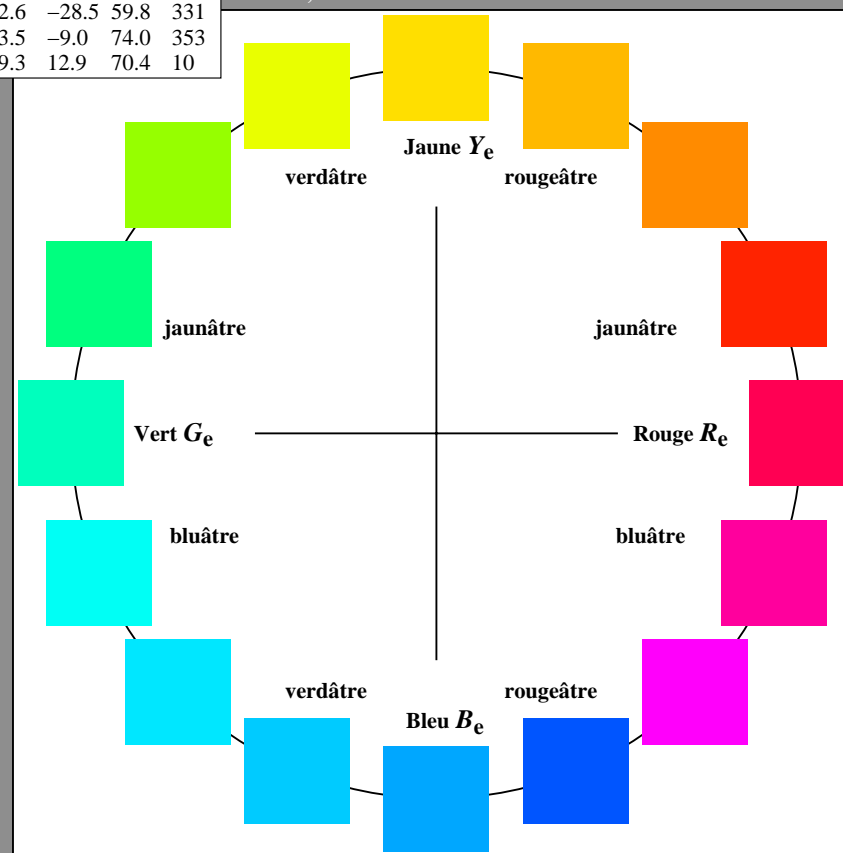 2.6 −28.5 59.8 331
3.5 −9.0 74.0 353
9.3 12.9 70.4 10
Jaune Ye
verdâtre rougeâtre
jaunâtre jaunâtre
Vert Ge Rouge Re
bluâtre bluâtre
verdâtre rougeâtre
Bleu Be